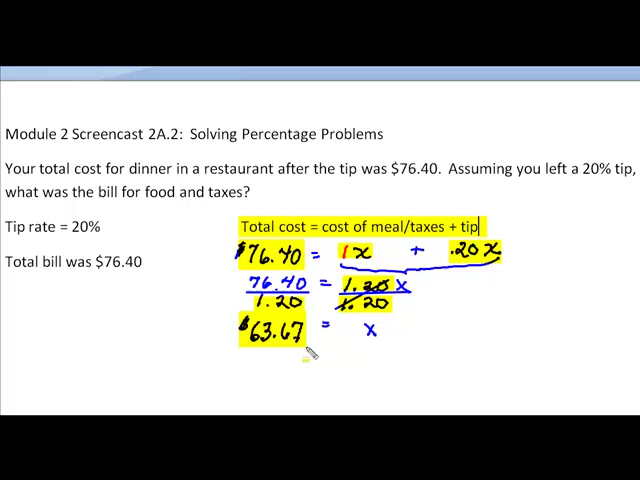 Module 2 Screencast 2A.2: Solving Percentage Problems
Your total cost for dinner in a restaurant after the tip was $76.40. Assuming you left a 20% tip,
what was the bill for food and taxes?
Tip rate = 20%
Total cost = cost of meal/taxes + tip
$76.40 = 1x + .20x
Total bill was $76.40
76.40 = 1.20x
1.20 1.20
$63.67 = x